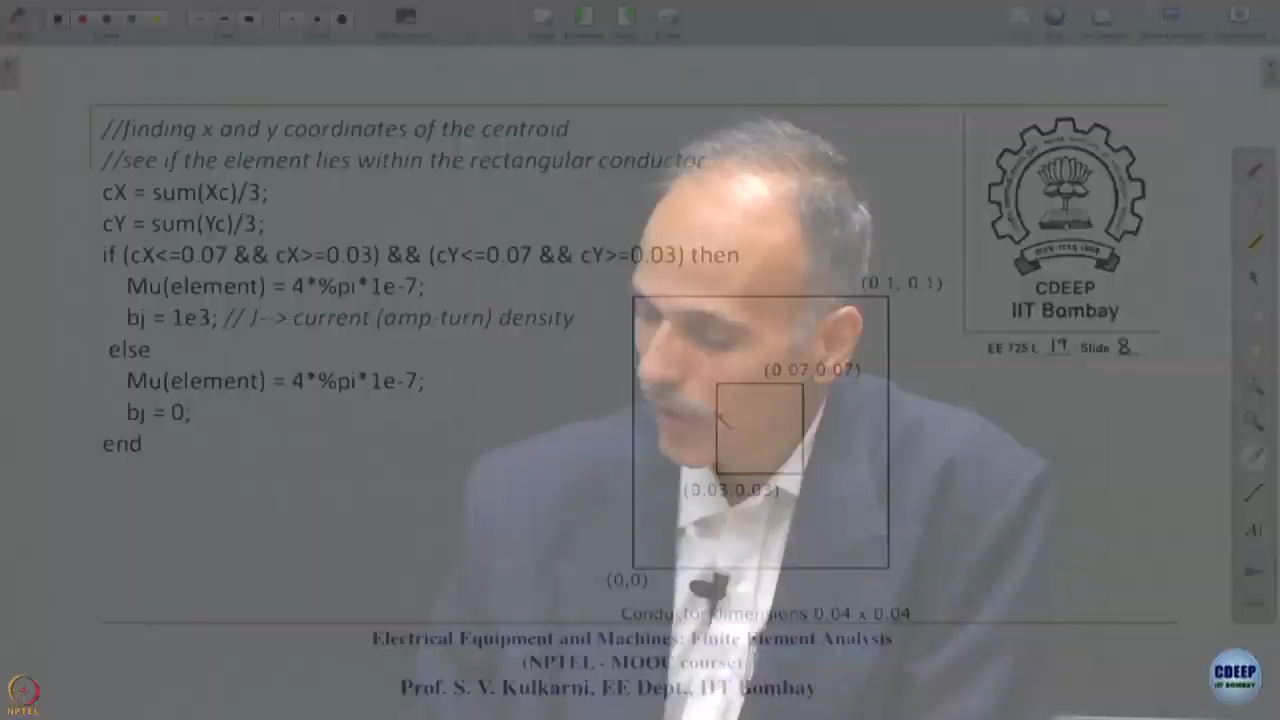 //finding x and y coordinates of the centroid
//see if the element lies within the rectangular conductor
cX = sum(Xc)/3;
cY = sum(Yc)/3;
if (cX<=0.07 && cX>=0.03) && (cY<=0.07 && cY>=0.03) then
Mu(element) = 4*%pi*1e-7;
bj = 1e3; // J--> current (amp-turn) density
else
Mu(element) = 4*%pi*1e-7;
bj = 0;
end
(0.1, 0.1)
(0.07,0.07)
(0.03,0.03)
(0,0)
Conductor dimensions 0.04 x 0.04
CDEEP
IIT Bombay
EE 725 L 19 Slide 8
Electrical Equipment and Machines: Finite Element Analysis
(NPTEL - MOOC course)
Prof. S. V. Kulkarni, EE Dept., IIT Bombay
NPTEL
CDEEP
IIT BOMBAY